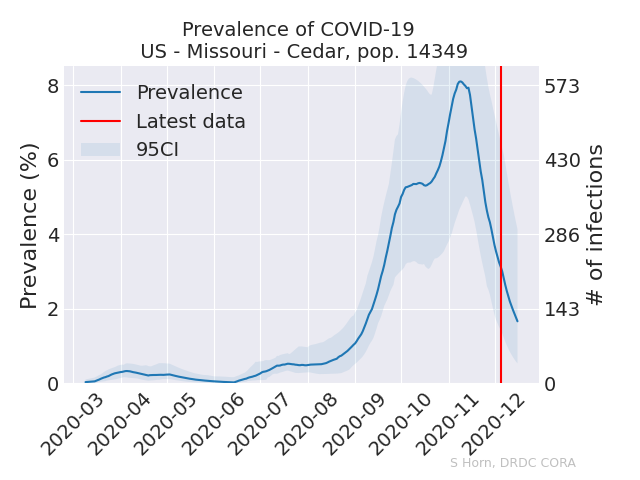 Prevalence of COVID-19
US - Missouri - Cedar, pop. 14349
Prevalence
Latest data
95CI
Prevalence (%)
8
6
4
2
0
573
430
286
143
0
# of infections
2020-03
2020-04
2020-05
2020-06
2020-07
2020-08
2020-09
2020-10
2020-11
2020-12
S Horn, DRDC CORA